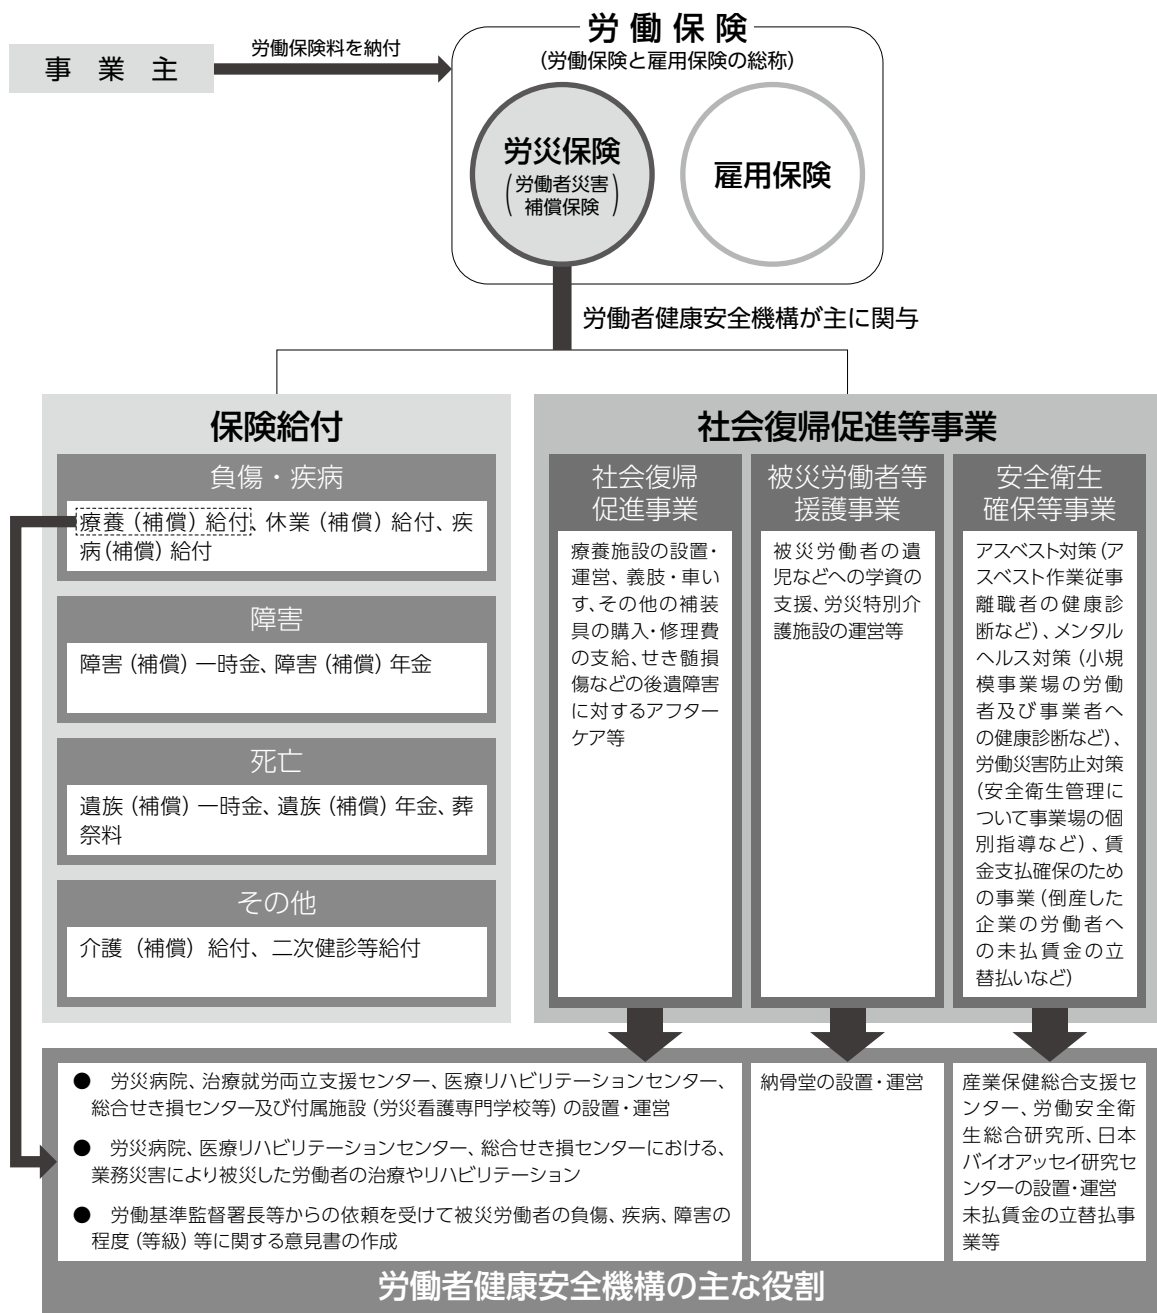 労働保険
(労働保険と雇用保険の総称)
労働保険料を納付
事業主
労災保険
(労働者災害
補償保険)
雇用保険
労働者健康安全機構が主に関与
保険給付
負傷・疾病
療養(補償)給付、休業(補償)給付、疾
病(補償)給付
障害
障害(補償)一時金、障害(補償)年金
死亡
遺族(補償)一時金、遺族(補償)年金、葬
祭料
その他
介護(補償)給付、二次健診等給付
社会復帰促進等事業
社会復帰
促進事業
療養施設の設置・
運営、義肢・車い
す、その他の補装
具の購入・修理費
の支給、せき髄損
傷などの後遺障害
に対するアフター
ケア等
被災労働者等
援護事業
被災労働者の遺
児などへの学資の
支援、労災特別介
護施設の運営等
安全衛生
確保等事業
アスベスト対策(ア
スベスト作業従事
離職者の健康診
断など)、メンタル
ヘルス対策(小規
模事業場の労働
者及び事業者へ
の健康診断など)、
労働災害防止対策
(安全衛生管理に
ついて事業場の個
別指導など)、賃
金支払確保のため
の事業(倒産した
企業の労働者へ
の未払賃金の立
替払いなど)
● 労災病院、治療就労両立支援センター、医療リハビリテーションセンター、
総合せき損センター及び付属施設(労災看護専門学校等)の設置・運営
● 労災病院、医療リハビリテーションセンター、総合せき損センターにおける、
業務災害により被災した労働者の治療やリハビリテーション
● 労働基準監督署長等からの依頼を受けて被災労働者の負傷、疾病、障害の
程度(等級)等に関する意見書の作成
納骨堂の設置・運営
産業保健総合支援セ
ンター、労働安全衛
生総合研究所、日本
バイオアッセイ研究セ
ンターの設置・運営
未払賃金の立替払事
業等
労働者健康安全機構の主な役割